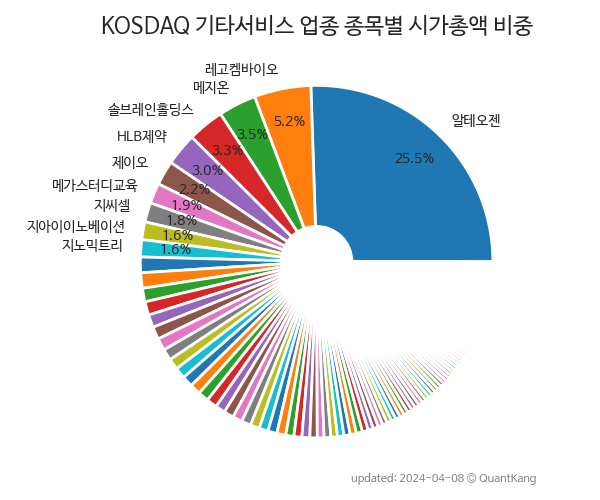 KOSDAQ 기타서비스 업종 종목별 시가총액 비중
레고켐바이오
메지온
솔브레인홀딩스
HLB제약
제이오
메가스터디교육
지씨셀
지아이이노베이션
지노믹트리
알테오젠
25.5%
5.2%
3.5%
3.3%
3.0%
2.2%
1.9%
1.8%
1.6%
1.6%
updated: 2024-04-08 © QuantKang